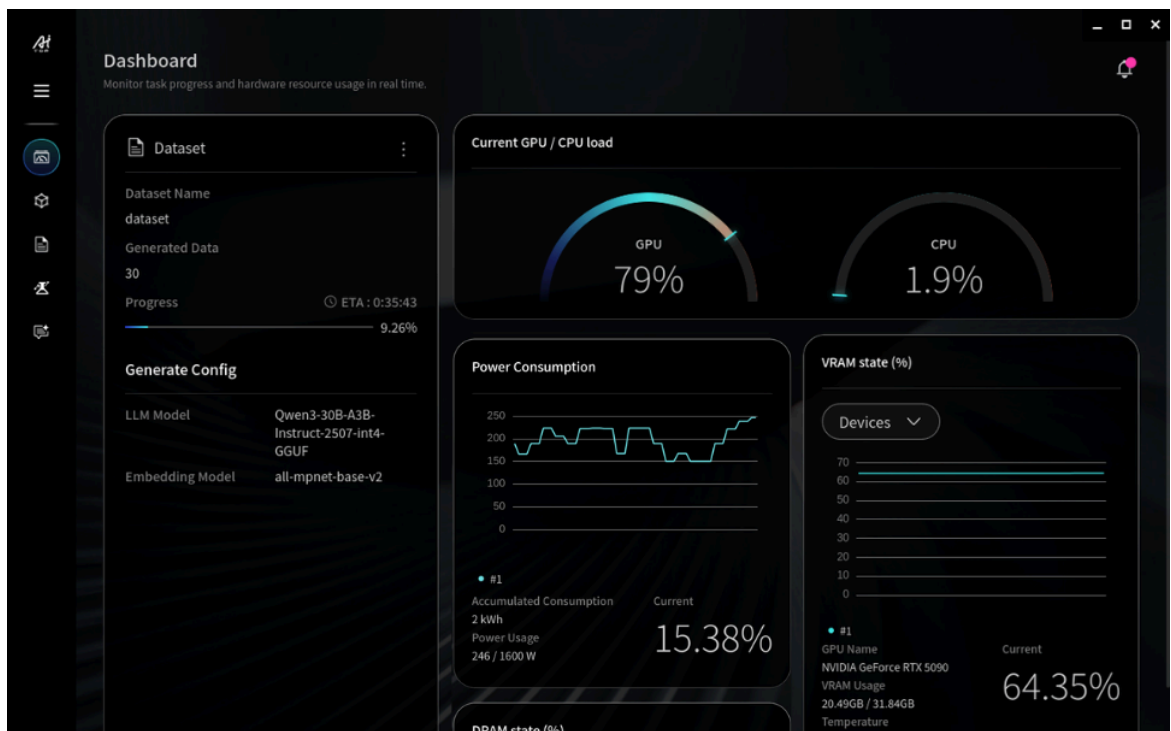 Ai
TOP
Dashboard
Monitor task progress and hardware resource usage in real time.
Dataset
Dataset Name
dataset
Generated Data
30
Progress
ETA : 0:35:43
9.26%
Generate Config
LLM Model
Qwen3-30B-A3B-
Instruct-2507-int4-
GGUF
Embedding Model
all-mpnet-base-v2
Current GPU / CPU load
GPU
79%
CPU
1.9%
Power Consumption
250
200
150
100
50
0
#1
Accumulated Consumption
2 kWh
Power Usage
246 / 1600 W
Current
15.38%
VRAM state (%)
Devices
70
60
50
40
30
20
10
0
#1
GPU Name
NVIDIA GeForce RTX 5090
VRAM Usage
20.49GB / 31.84GB
Temperature
Current
64.35%
DRAM state (%)